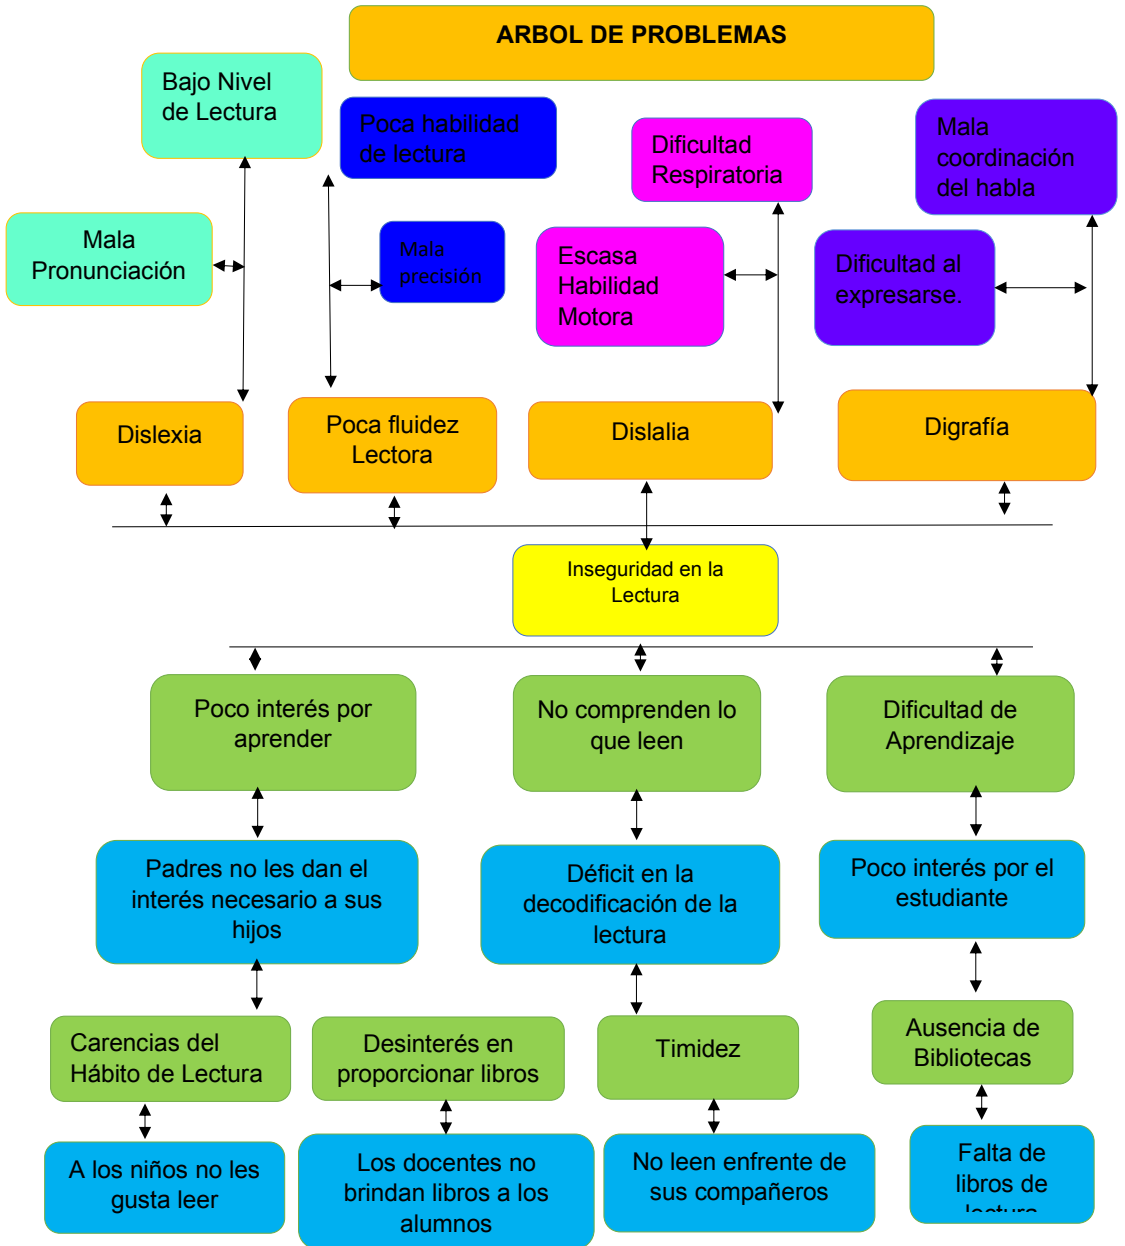 ARBOL DE PROBLEMAS
Bajo Nivel
de Lectura
Poca habilidad
de lectura
Dificultad
Respiratoria
Mala
coordinación
del habla
Mala
Pronunciación
Mala
precisión
Escasa
Habilidad
Motora
Dificultad al
expresarse.
Dislexia
Poca fluidez
Lectora
Dislalia
Digrafía
Inseguridad en la
Lectura
Poco interés por
aprender
No comprenden lo
que leen
Dificultad de
Aprendizaje
Padres no les dan el
interés necesario a sus
hijos
Déficit en la
decodificación de la
lectura
Poco interés por el
estudiante
Carencias del
Hábito de Lectura
Desinterés en
proporcionar libros
Timidez
Ausencia de
Bibliotecas
A los niños no les
gusta leer
Los docentes no
brindan libros a los
alumnos
No leen enfrente de
sus compañeros
Falta de
libros de
lectura